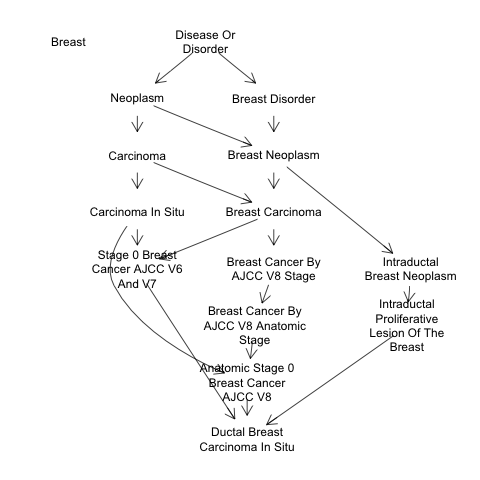 Breast
Disease Or
Disorder
Neoplasm
Breast Disorder
Carcinoma
Breast Neoplasm
Carcinoma In Situ
Breast Carcinoma
Stage 0 Breast
Cancer AJCC V6
And V7
Breast Cancer By
AJCC V8 Stage
Intraductal
Breast Neoplasm
Breast Cancer By
AJCC V8 Anatomic
Stage
Intraductal
Proliferative
Lesion Of The
Breast
Anatomic Stage 0
Breast Cancer
AJCC V8
Ductal Breast
Carcinoma In Situ